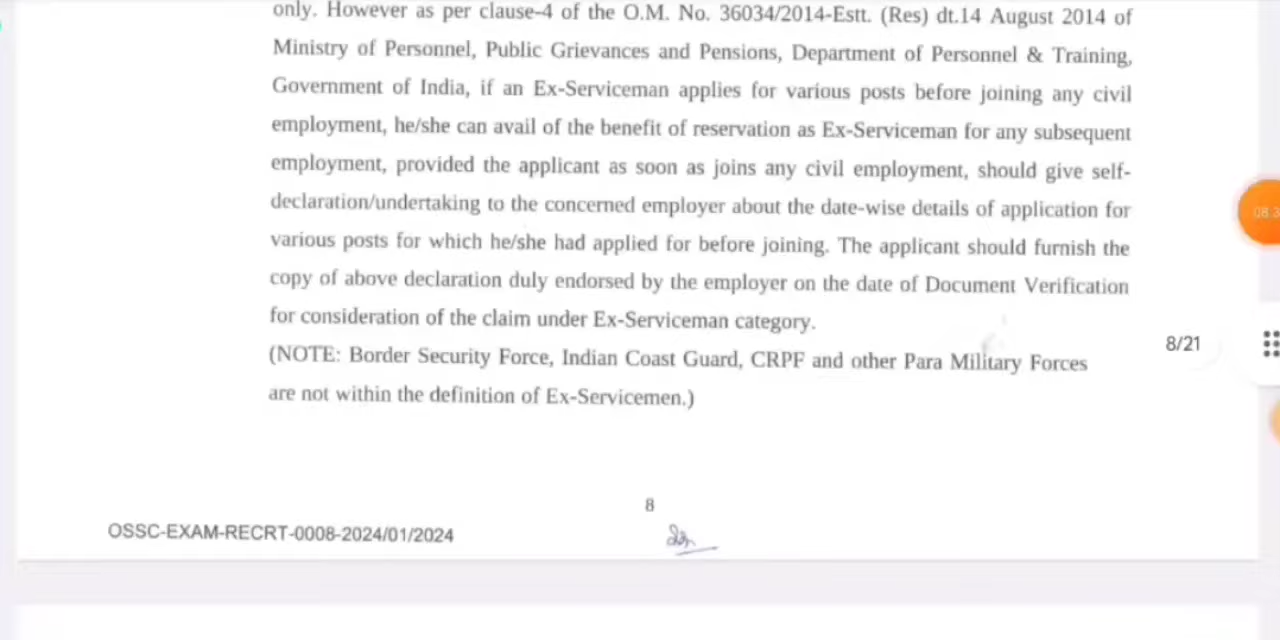 only. However as per clause-4 of the O.M. No. 36034/2014-Estt. (Res) dt.14 August 2014 of
Ministry of Personnel, Public Grievances and Pensions, Department of Personnel & Training,
Government of India, if an Ex-Serviceman applies for various posts before joining any civil
employment, he/she can avail of the benefit of reservation as Ex-Serviceman for any subsequent
employment, provided the applicant as soon as joins any civil employment, should give self-
declaration/undertaking to the concerned employer about the date-wise details of application for
various posts for which he/she had applied for before joining. The applicant should furnish the
copy of above declaration duly endorsed by the employer on the date of Document Verification
for consideration of the claim under Ex-Serviceman category.
(NOTE: Border Security Force, Indian Coast Guard, CRPF and other Para Military Forces
are not within the definition of Ex-Servicemen.)
8/21
8
OSSC-EXAM-RECRT-0008-2024/01/2024